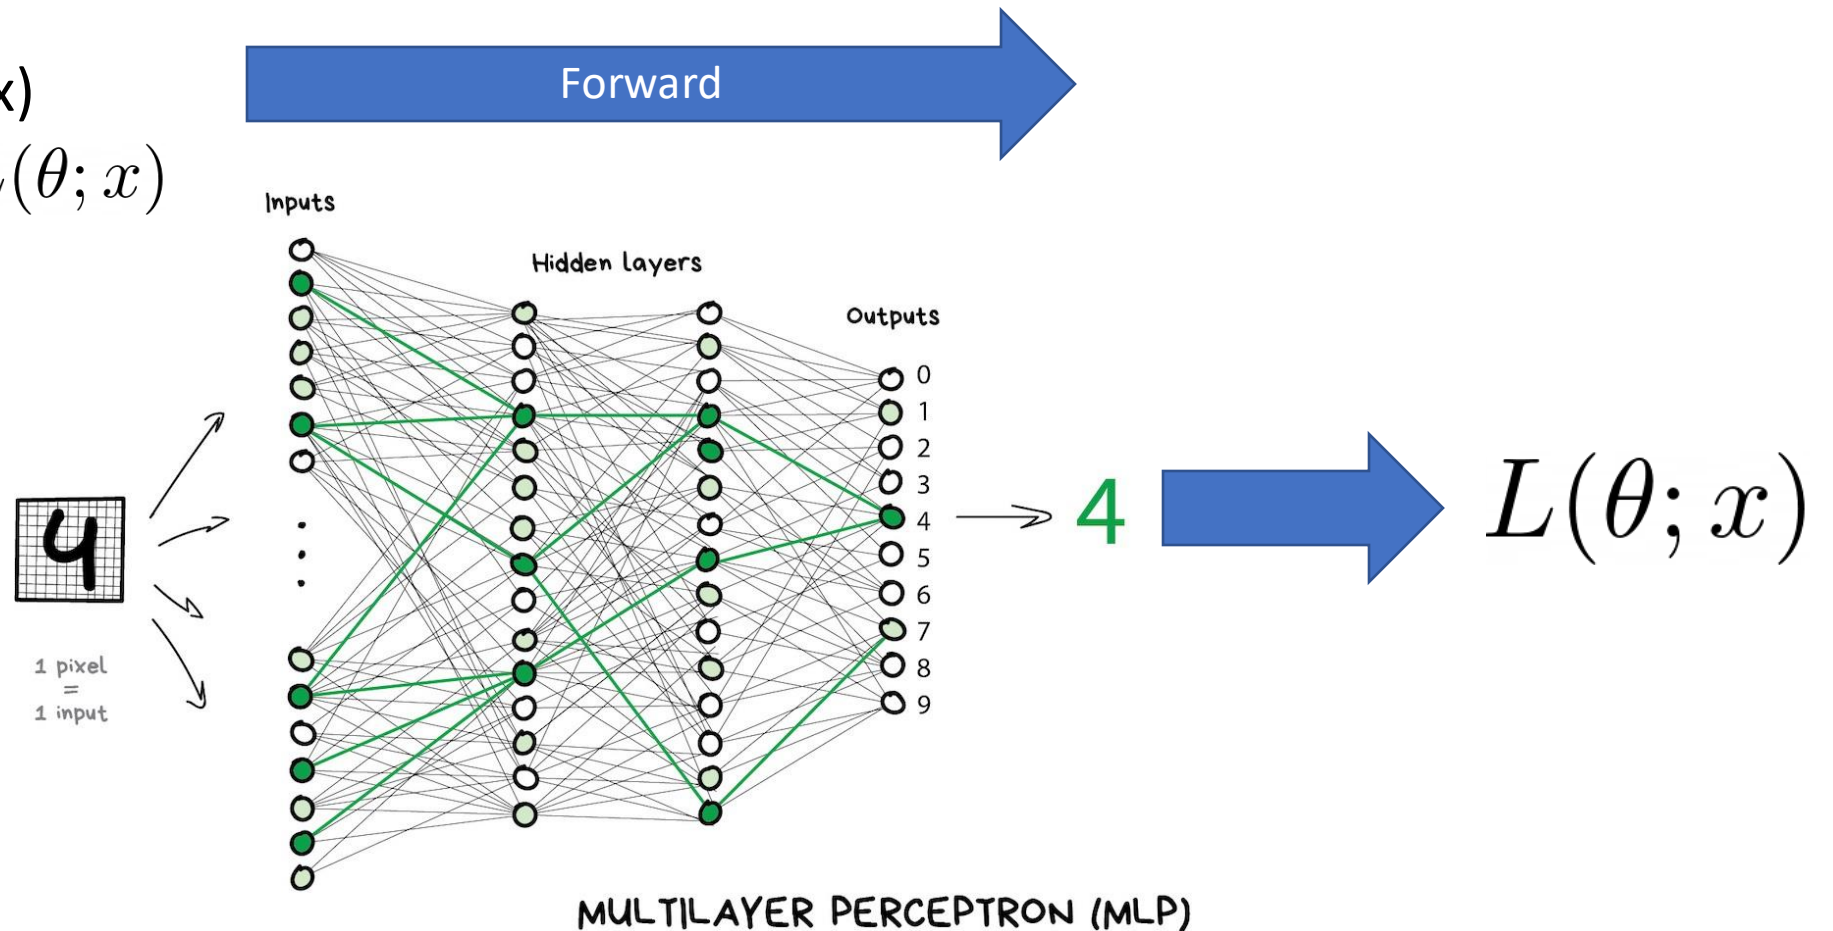 x)
Forward
(θ; x)
Inputs
Hidden layers
Outputs
0
1
2
3
4
5
6
7
8
9
4
4
L(θ; x)
1 pixel
=
1 input
MULTILAYER PERCEPTRON (MLP)